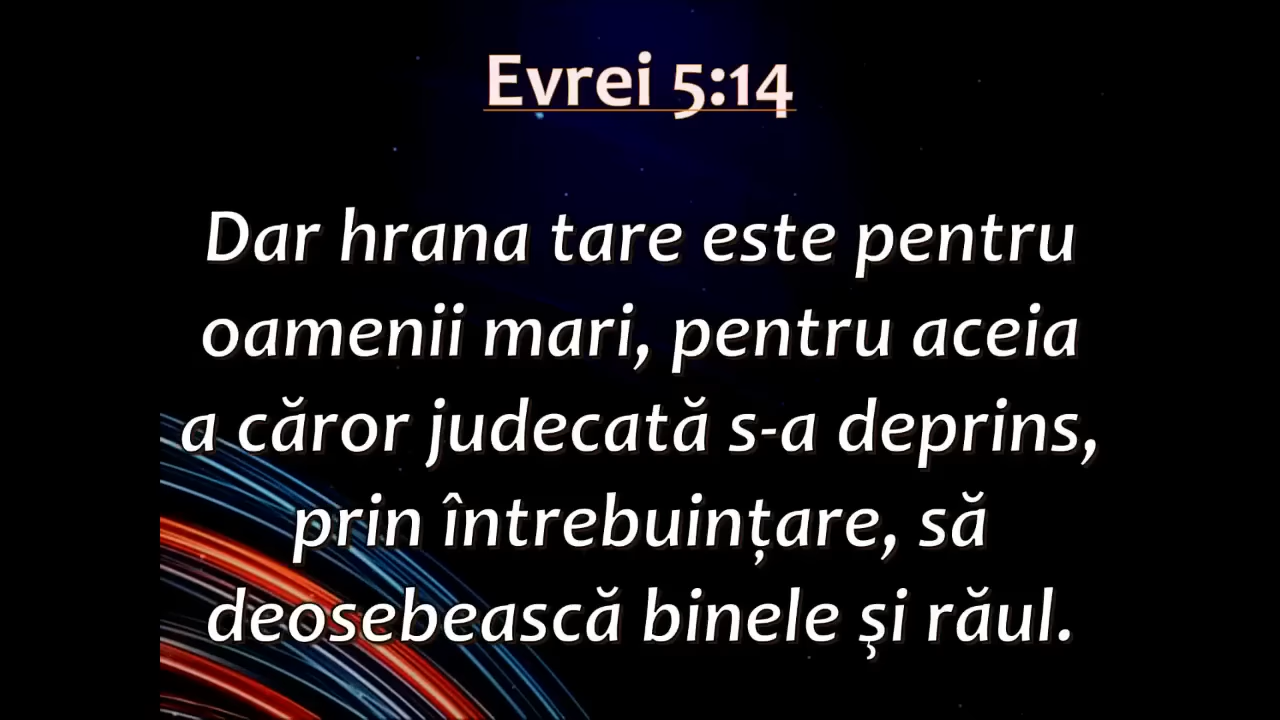 Evrei 5:14
Dar hrana tare este pentru
oamenii mari, pentru aceia
a căror judecată s-a deprins,
prin întrebuințare, să
deosebească binele şi răul.